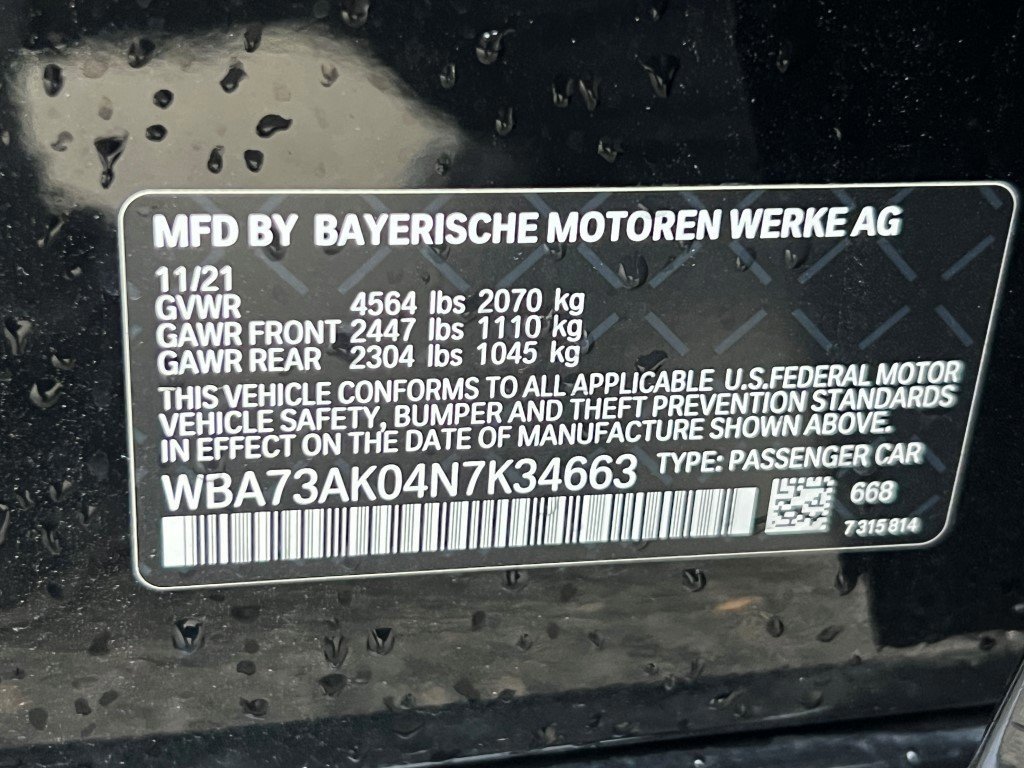 MFD BY BAYERISCHE MOTOREN WERKE AG
11/21
GVWR 4564 lbs 2070 kg
GAWR FRONT 2447 lbs 1110 kg
GAWR REAR 2304 lbs 1045 kg
THIS VEHICLE CONFORMS TO ALL APPLICABLE U.S.FEDERAL MOTOR
VEHICLE SAFETY, BUMPER AND THEFT PREVENTION STANDARDS
IN EFFECT ON THE DATE OF MANUFACTURE SHOWN ABOVE.
WBA73AK04N7K34663 TYPE: PASSENGER CAR
668
7315814